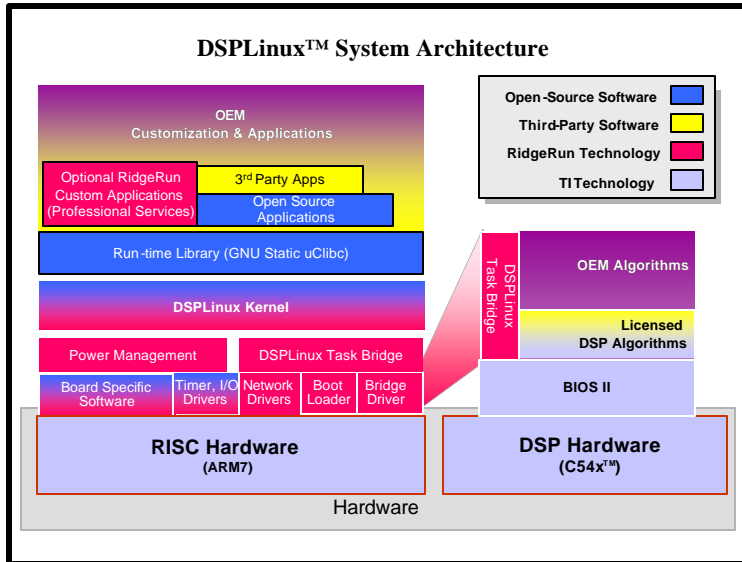 DSPLinux™ System Architecture
OEM
Customization & Applications
Optional RidgeRun
Custom Applications
(Professional Services)
3rd Party Apps
Open Source
Applications
Run-time Library (GNU Static uClibc)
DSPLinux Kernel
Power Management
DSPLinux Task Bridge
Board Specific
Software
Timer, I/O
Drivers
Network
Drivers
Boot
Loader
Bridge
Driver
RISC Hardware
(ARM7)
Open-Source Software
Third-Party Software
RidgeRun Technology
TI Technology
DSPLinux
Task Bridge
OEM Algorithms
Licensed
DSP Algorithms
BIOS II
DSP Hardware
(C54x™)
Hardware